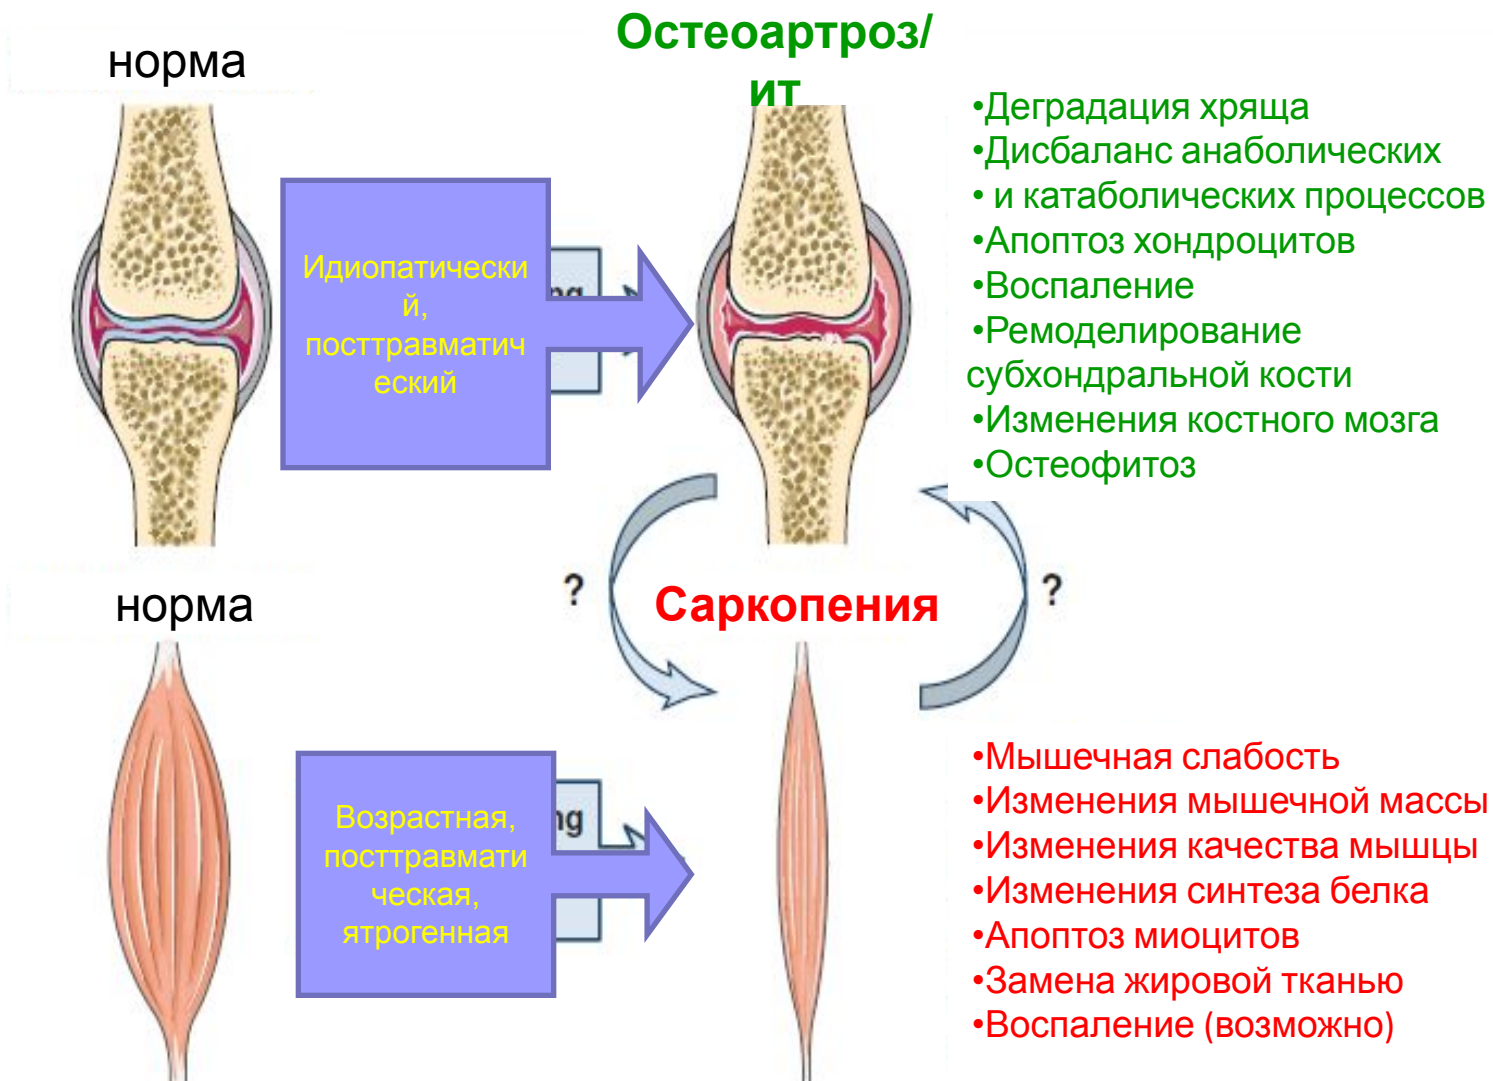 норма
Остеоартроз/
ит
•Деградация хряща
•Дисбаланс анаболических
• и катаболических процессов
•Апоптоз хондроцитов
•Воспаление
•Ремоделирование
субхондральной кости
•Изменения костного мозга
•Остеофитоз
Идиопатически
й,
посттравматич
еский
ng
?
?
норма
Саркопения
Возрастная,
посттравмати
ческая,
ятрогенная
ng
•Мышечная слабость
•Изменения мышечной массы
•Изменения качества мышцы
•Изменения синтеза белка
•Апоптоз миоцитов
•Замена жировой тканью
•Воспаление (возможно)